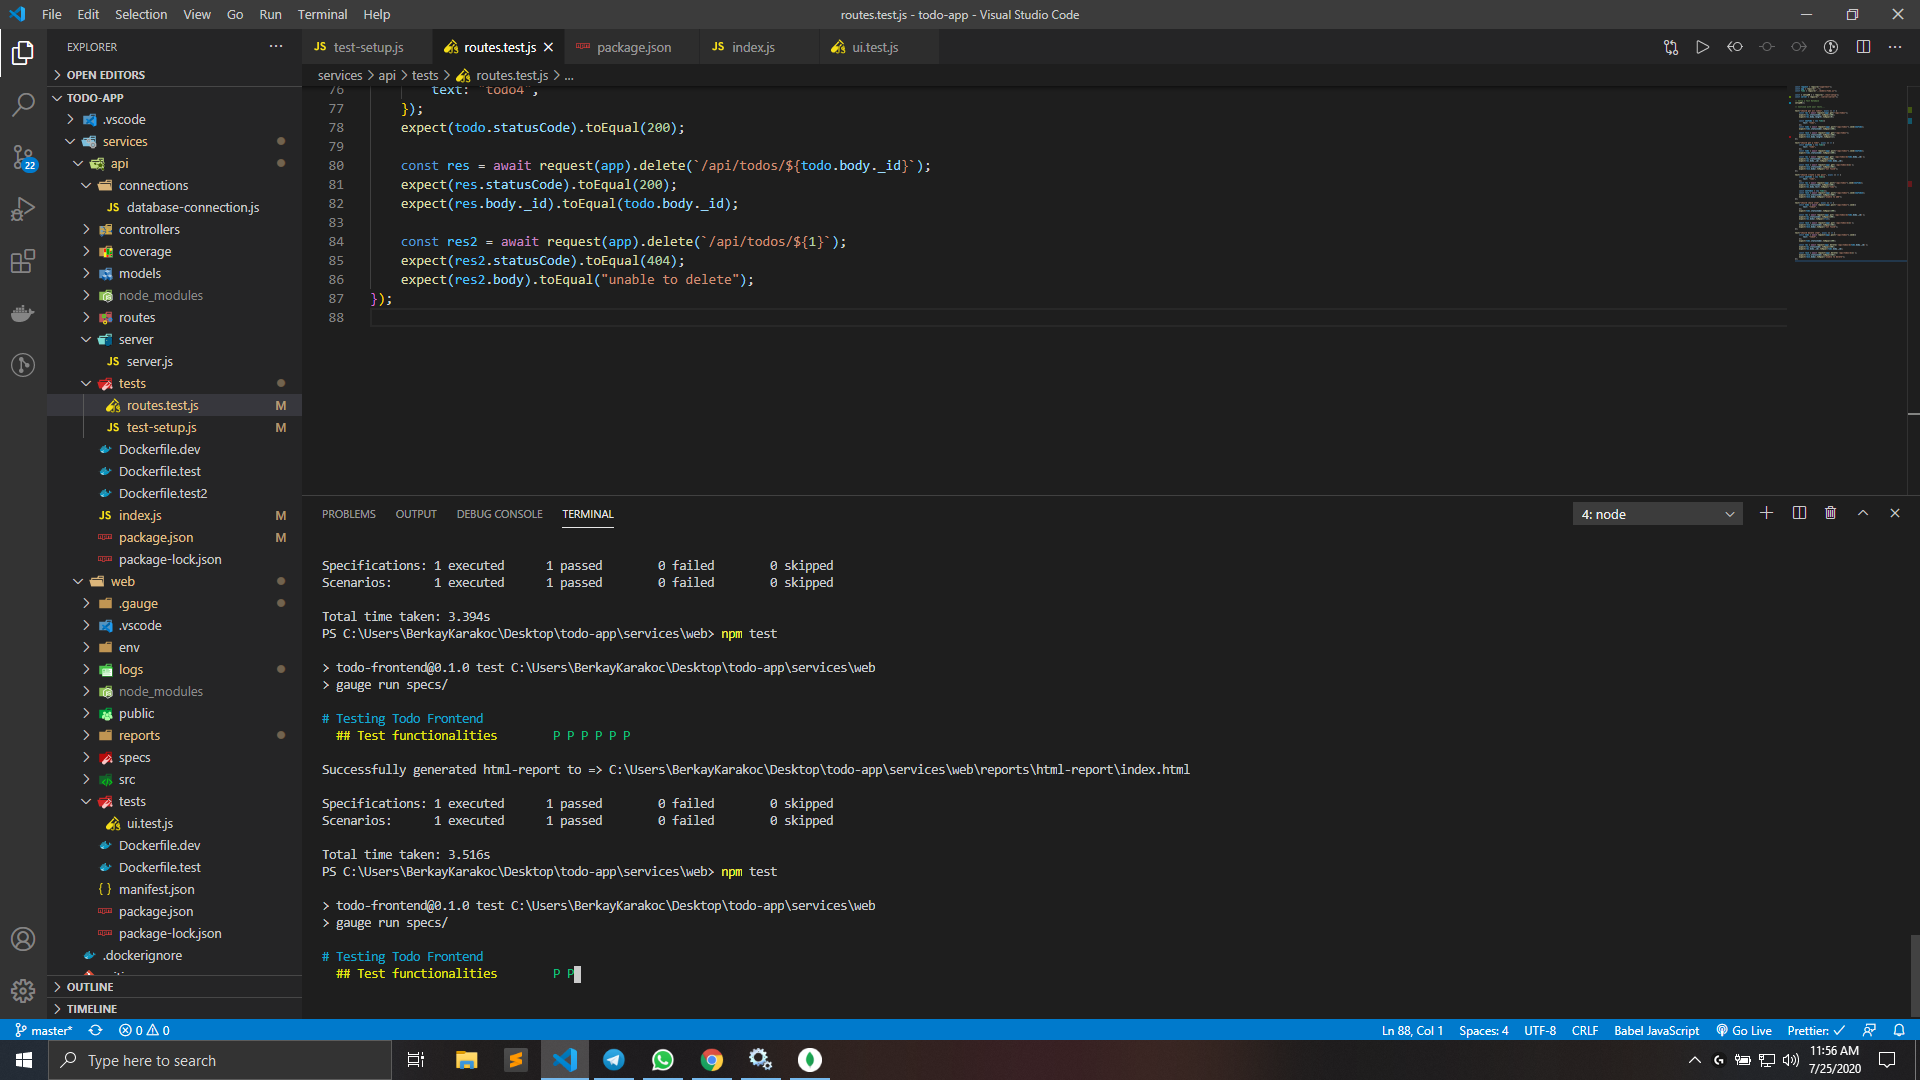 File Edit Selection View Go Run Terminal Help
routes.test.js - todo-app - Visual Studio Code
EXPLORER
OPEN EDITORS
TODO-APP
.vscode
services
api
connections
JS database-connection.js
controllers
coverage
models
node_modules
routes
server
JS server.js
tests
routes.test.js M
JS test-setup.js M
Dockerfile.dev
Dockerfile.test
Dockerfile.test2
JS index.js M
package.json M
package-lock.json
web
.gauge
.vscode
env
logs
node_modules
public
reports
specs
src
tests
ui.test.js
Dockerfile.dev
Dockerfile.test
{ } manifest.json
package.json
package-lock.json
.dockerignore
OUTLINE
TIMELINE
22
JS test-setup.js routes.test.js package.json JS index.js ui.test.js
services > api > tests > routes.test.js > ...
76 text: "todo4",
77 });
78 expect(todo.statusCode).toEqual(200);
79
80 const res = await request(app).delete(`/api/todos/${todo.body._id}`);
81 expect(res.statusCode).toEqual(200);
82 expect(res.body._id).toEqual(todo.body._id);
83
84 const res2 = await request(app).delete(`/api/todos/${1}`);
85 expect(res2.statusCode).toEqual(404);
86 expect(res2.body).toEqual("unable to delete");
87 });
88
PROBLEMS OUTPUT DEBUG CONSOLE TERMINAL
4: node
Specifications: 1 executed 1 passed 0 failed 0 skipped
Scenarios: 1 executed 1 passed 0 failed 0 skipped
Total time taken: 3.394s
PS C:\Users\BerkayKarakoc\Desktop\todo-app\services\web> npm test
> todo-frontend@0.1.0 test C:\Users\BerkayKarakoc\Desktop\todo-app\services\web
> gauge run specs/
# Testing Todo Frontend
## Test functionalities P P P P P P
Successfully generated html-report to => C:\Users\BerkayKarakoc\Desktop\todo-app\services\web\reports\html-report\index.html
Specifications: 1 executed 1 passed 0 failed 0 skipped
Scenarios: 1 executed 1 passed 0 failed 0 skipped
Total time taken: 3.516s
PS C:\Users\BerkayKarakoc\Desktop\todo-app\services\web> npm test
> todo-frontend@0.1.0 test C:\Users\BerkayKarakoc\Desktop\todo-app\services\web
> gauge run specs/
# Testing Todo Frontend
## Test functionalities P P
master* 0 0 Ln 88, Col 1 Spaces: 4 UTF-8 CRLF Babel JavaScript Go Live Prettier: ✓
Type here to search
11:56 AM
7/25/2020